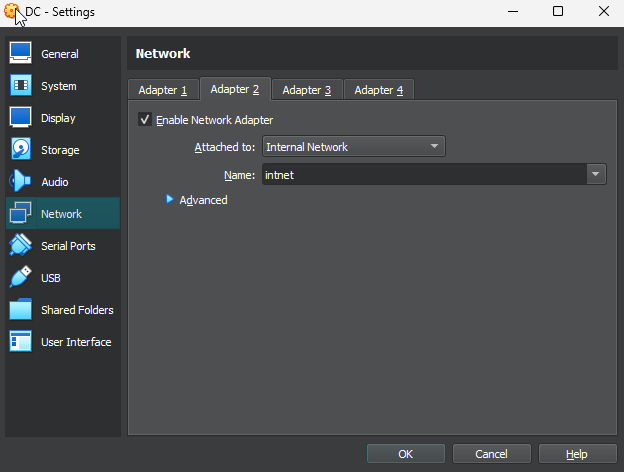 DC - Settings
General
System
Display
Storage
Audio
Network
Serial Ports
USB
Shared Folders
User Interface
Network
Adapter 1 Adapter 2 Adapter 3 Adapter 4
Enable Network Adapter
Attached to: Internal Network
Name: intnet
Advanced
OK Cancel Help